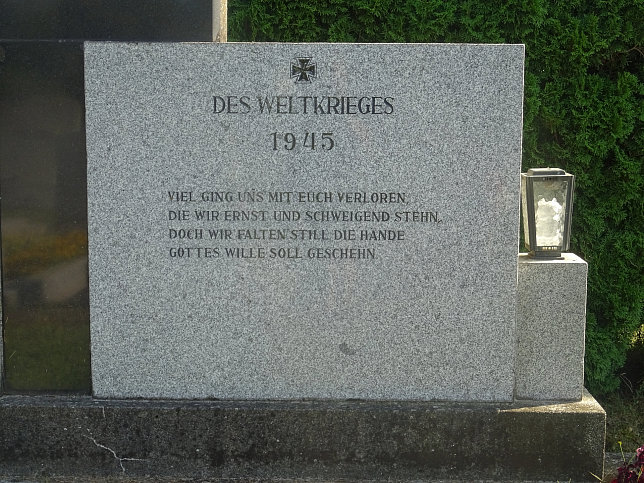 DES WELTKRIEGES
1945
VIEL GING UNS MIT EUCH VERLOREN,
DIE WIR ERNST UND SCHWEIGEND STEHN,
DOCH WIR FALTEN STILL DIE HÄNDE
GOTTES WILLE SOLL GESCHEHN.